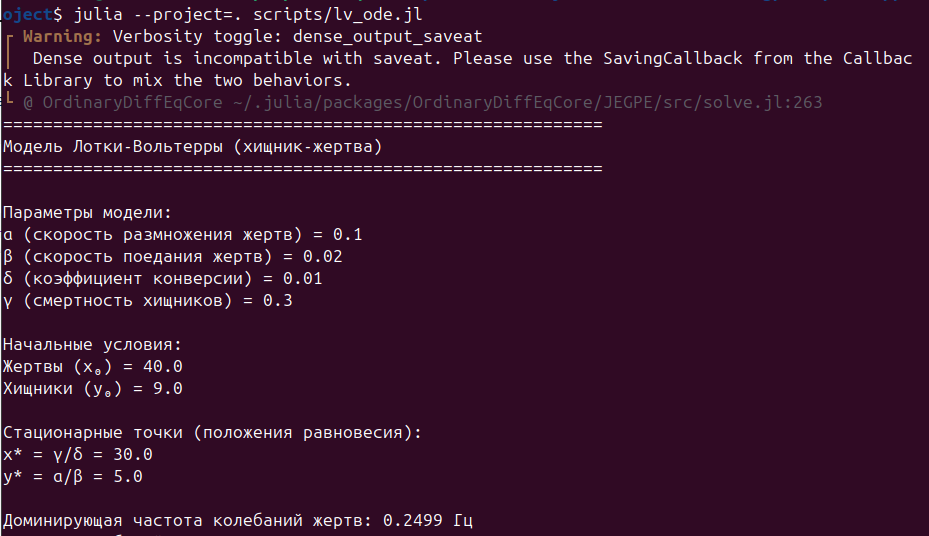 oject$ julia --project=. scripts/lv_ode.jl
┌ Warning: Verbosity toggle: dense_output_saveat
│  Dense output is incompatible with saveat. Please use the SavingCallback from the Callbac
k Library to mix the two behaviors.
└ @ OrdinaryDiffEqCore ~/.julia/packages/OrdinaryDiffEqCore/JEGPE/src/solve.jl:263
============================================================
Модель Лотки-Вольтерры (хищник-жертва)
============================================================
Параметры модели:
α (скорость размножения жертв) = 0.1
β (скорость поедания жертв) = 0.02
δ (коэффициент конверсии) = 0.01
γ (смертность хищников) = 0.3
Начальные условия:
Жертвы (x₀) = 40.0
Хищники (y₀) = 9.0
Стационарные точки (положения равновесия):
x* = γ/δ = 30.0
y* = α/β = 5.0
Доминирующая частота колебаний жертв: 0.2499 Гц